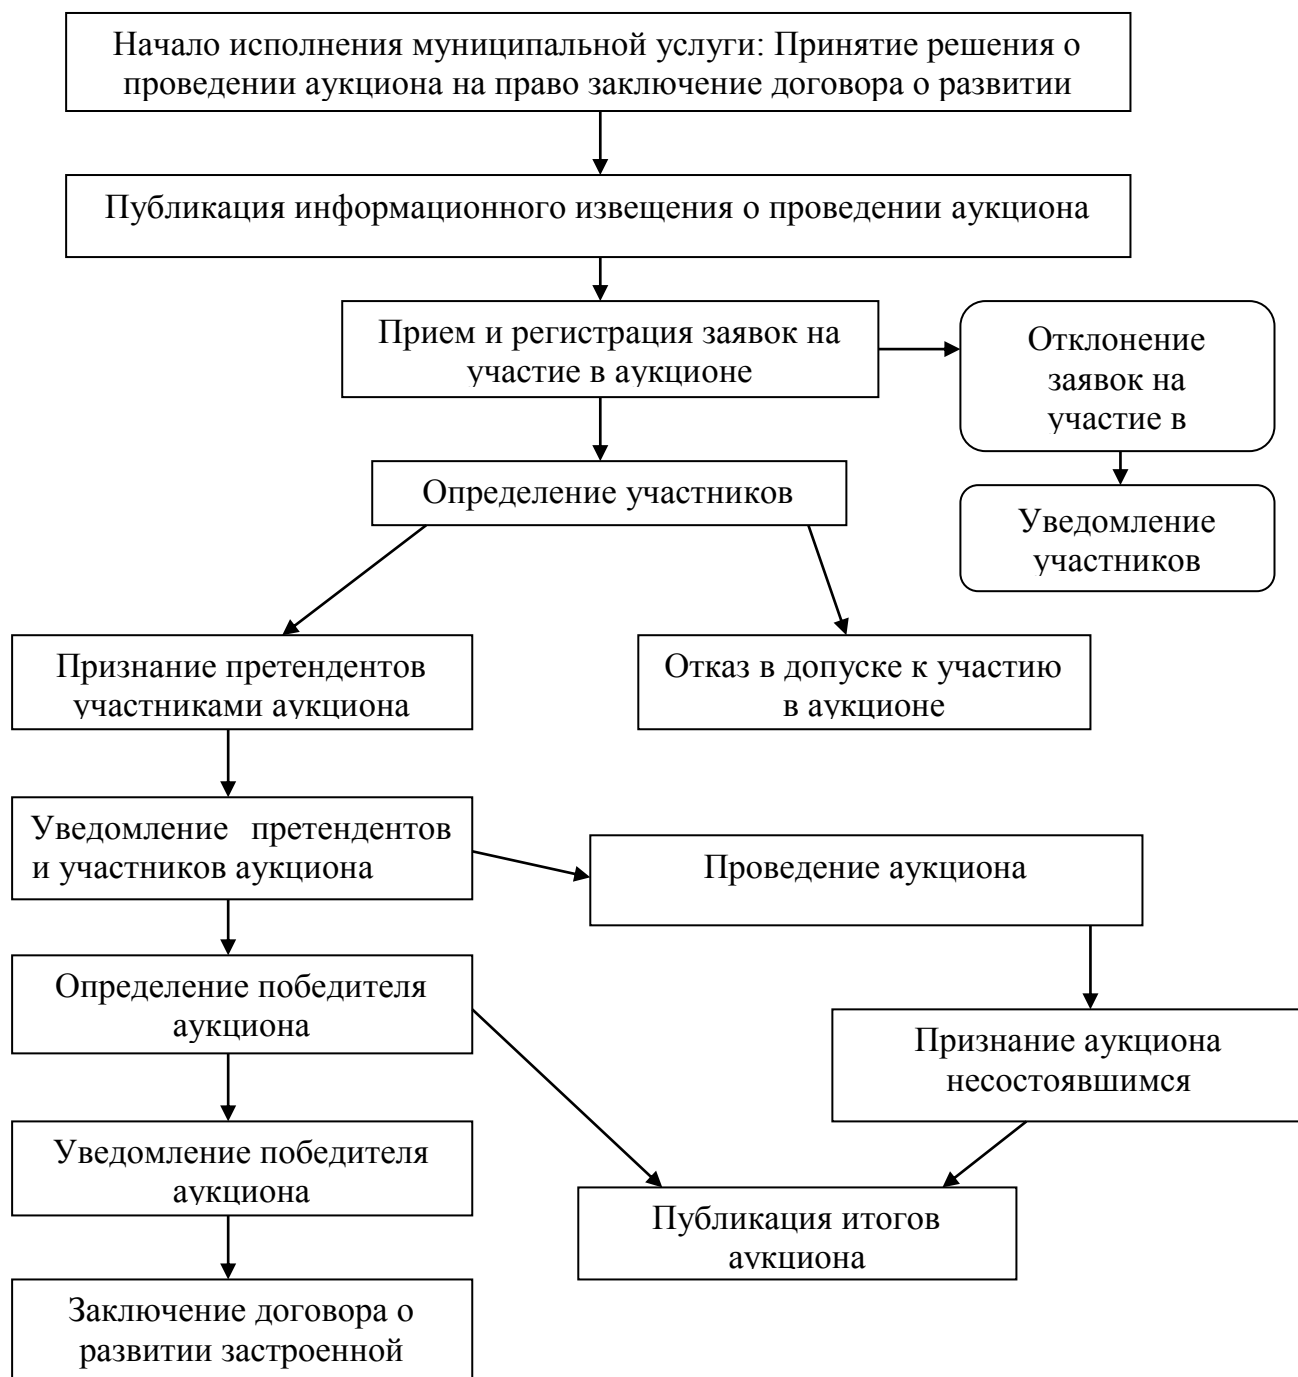 Начало исполнения муниципальной услуги: Принятие решения о
проведении аукциона на право заключение договора о развитии
Публикация информационного извещения о проведении аукциона
Прием и регистрация заявок на
участие в аукционе
Отклонение
заявок на
участие в
Определение участников
Уведомление
участников
Признание претендентов
участниками аукциона
Отказ в допуске к участию
в аукционе
Уведомление претендентов
и участников аукциона
Проведение аукциона
Определение победителя
аукциона
Признание аукциона
несостоявшимся
Уведомление победителя
аукциона
Публикация итогов
аукциона
Заключение договора о
развитии застроенной